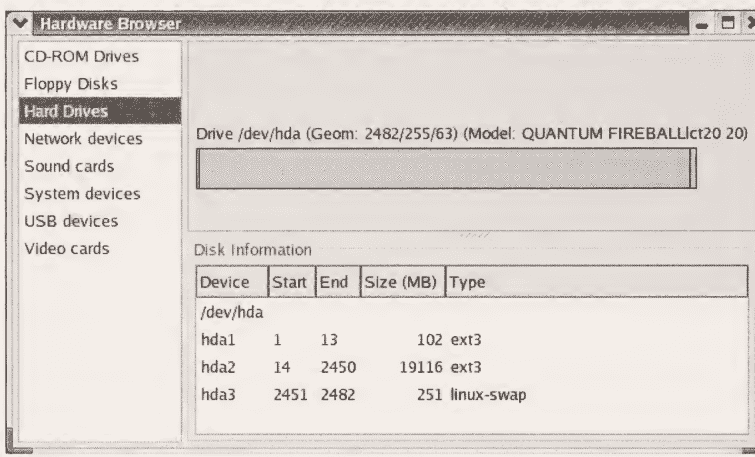 Hardware Browser
CD-ROM Drives
Floppy Disks
Hard Drives
Network devices
Sound cards
System devices
USB devices
Video cards
Drive /dev/hda (Geom: 2482/255/63) (Model: QUANTUM FIREBALLlct20 20)
Disk Information
Device Start End Size (MB) Type
/dev/hda
hda1 1 13 102 ext3
hda2 14 2450 19116 ext3
hda3 2451 2482 251 linux-swap